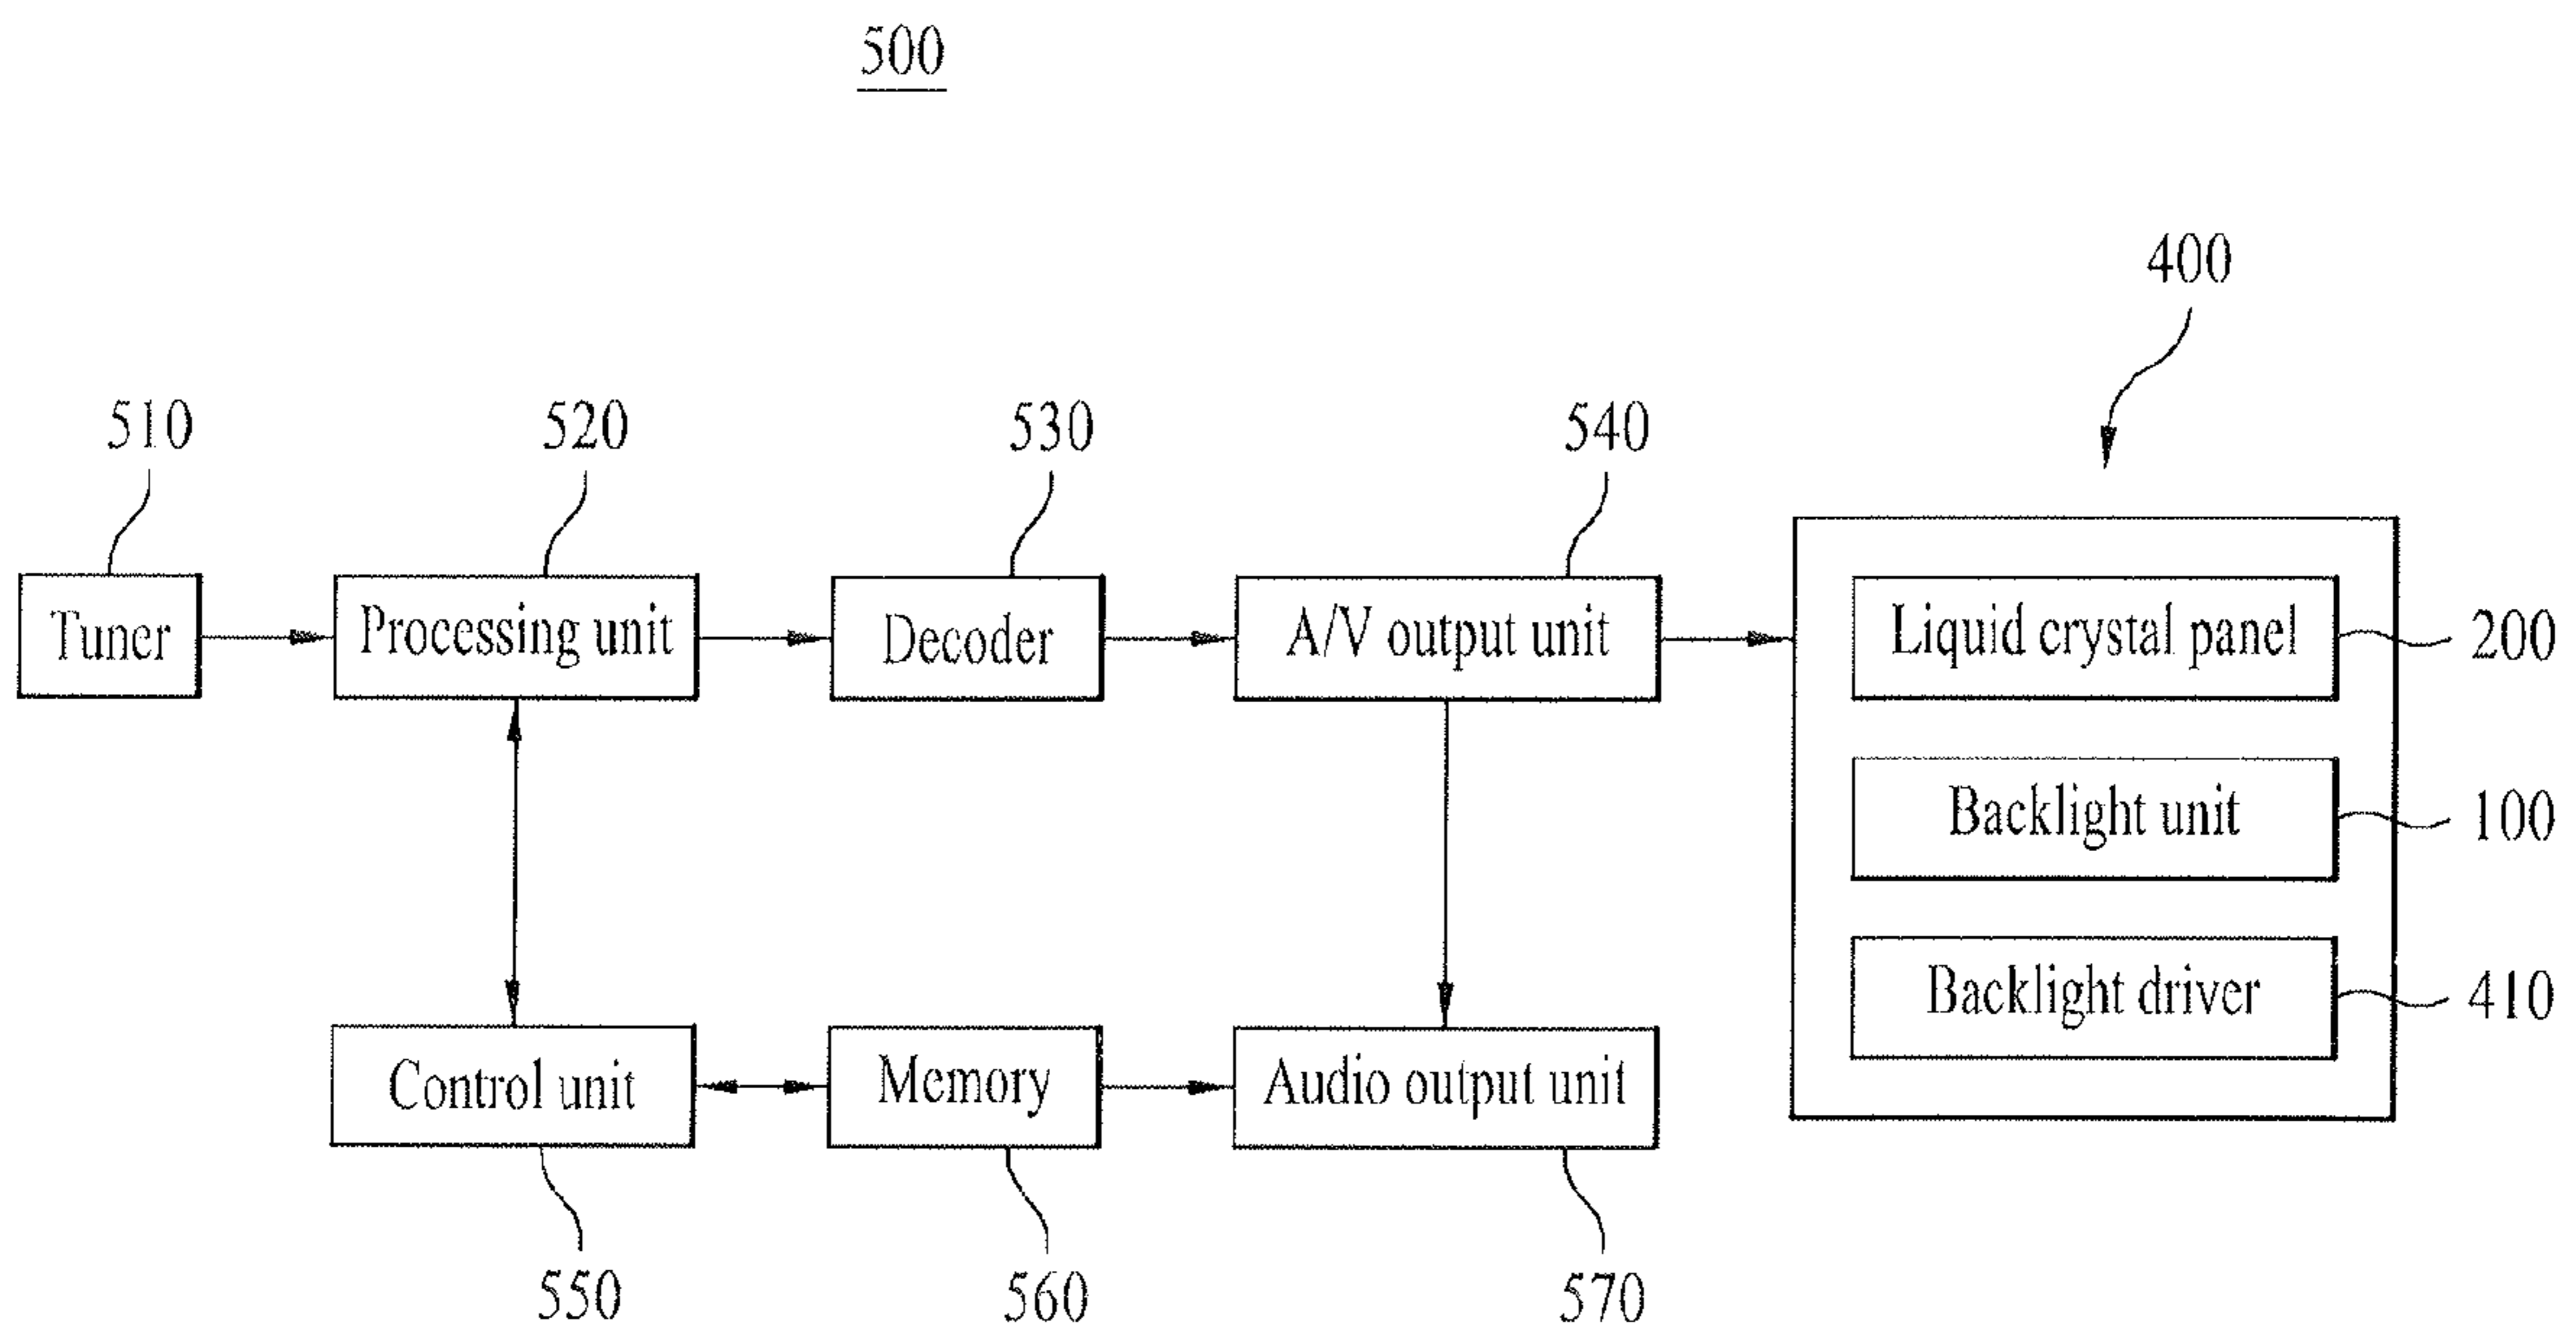 500
400
510
520
530
540
Tuner
Processing unit
Decoder
A/V output unit
Liquid crystal panel
200
Backlight unit
100
Backlight driver
410
Control unit
Memory
Audio output unit
550
560
570